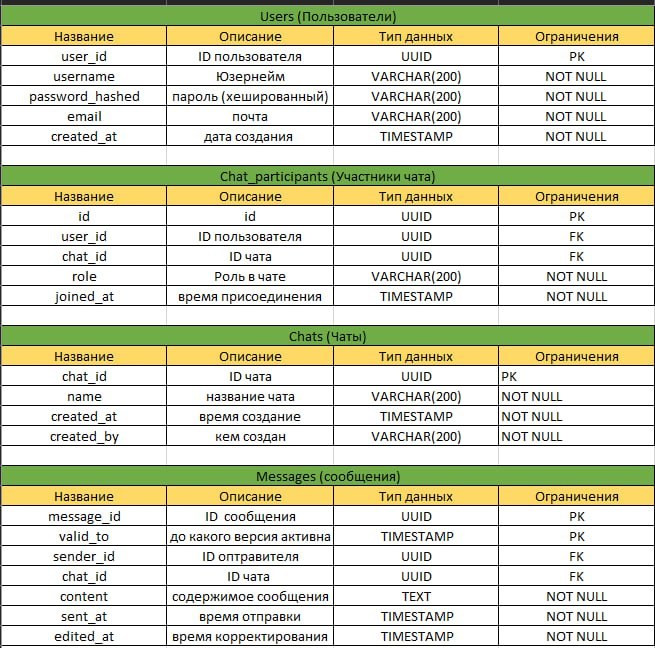 Users (Пользователи)
Название Описание Тип данных Ограничения
user_id ID пользователя UUID PK
username Юзернейм VARCHAR(200) NOT NULL
password_hashed пароль (хешированный) VARCHAR(200) NOT NULL
email почта VARCHAR(200) NOT NULL
created_at дата создания TIMESTAMP NOT NULL
Chat_participants (Участники чата)
Название Описание Тип данных Ограничения
id id UUID PK
user_id ID пользователя UUID FK
chat_id ID чата UUID FK
role Роль в чате VARCHAR(200) NOT NULL
joined_at время присоединения TIMESTAMP NOT NULL
Chats (Чаты)
Название Описание Тип данных Ограничения
chat_id ID чата UUID PK
name название чата VARCHAR(200) NOT NULL
created_at время создание TIMESTAMP NOT NULL
created_by кем создан VARCHAR(200) NOT NULL
Messages (сообщения)
Название Описание Тип данных Ограничения
message_id ID сообщения UUID PK
valid_to до какого версия активна TIMESTAMP PK
sender_id ID оптравителя UUID FK
chat_id ID чата UUID FK
content содержимое сообщения TEXT NOT NULL
sent_at время отправки TIMESTAMP NOT NULL
edited_at время корректирования TIMESTAMP NOT NULL